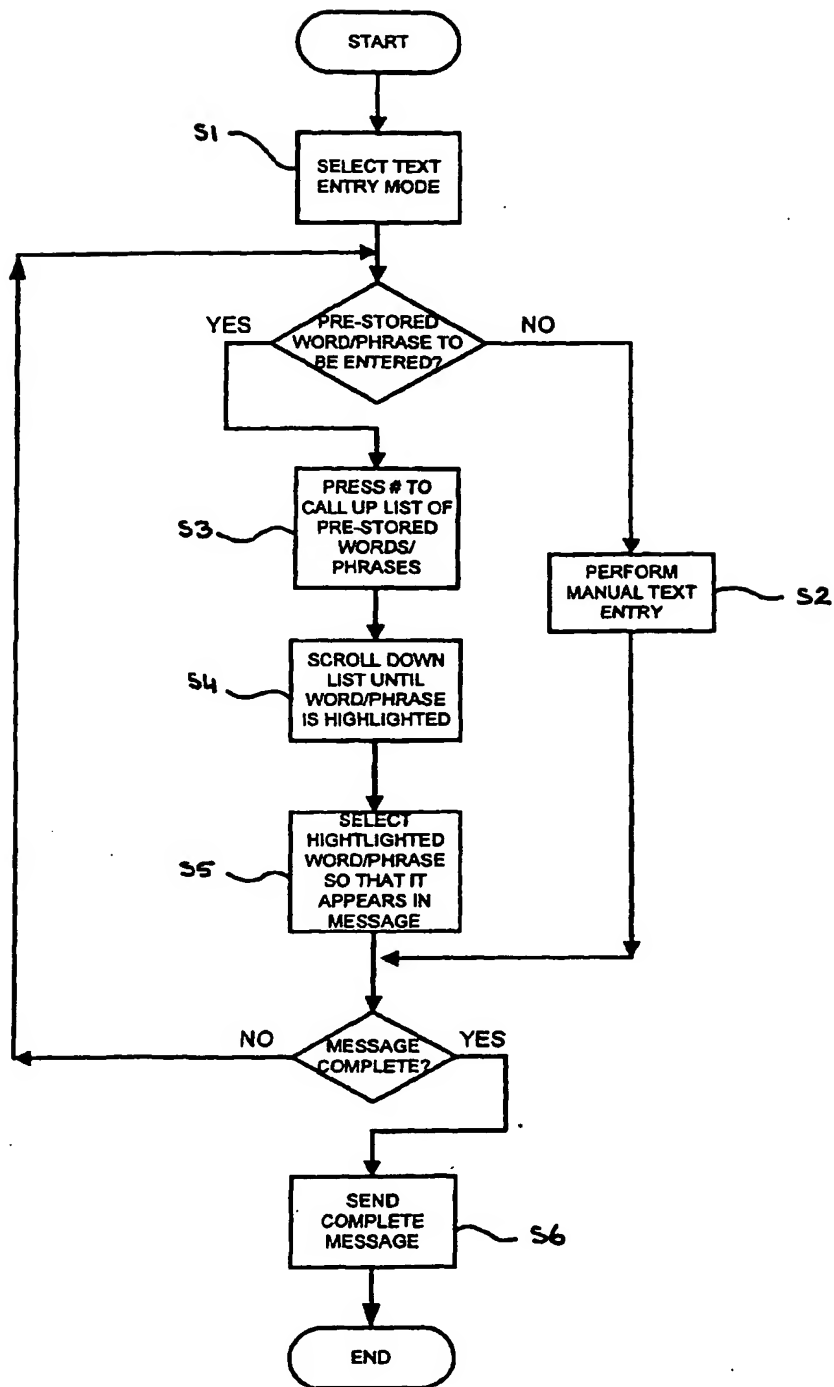 START
S1
SELECT TEXT
ENTRY MODE
YES
PRE-STORED
WORD/PHRASE TO
BE ENTERED?
NO
S3
PRESS # TO
CALL UP LIST OF
PRE-STORED
WORDS/
PHRASES
PERFORM
MANUAL TEXT
ENTRY
S2
S4
SCROLL DOWN
LIST UNTIL
WORD/PHRASE
IS HIGHLIGHTED
S5
SELECT
HIGHTLIGHTED
WORD/PHRASE
SO THAT IT
APPEARS IN
MESSAGE
NO
MESSAGE
COMPLETE?
YES
SEND
COMPLETE
MESSAGE
S6
END